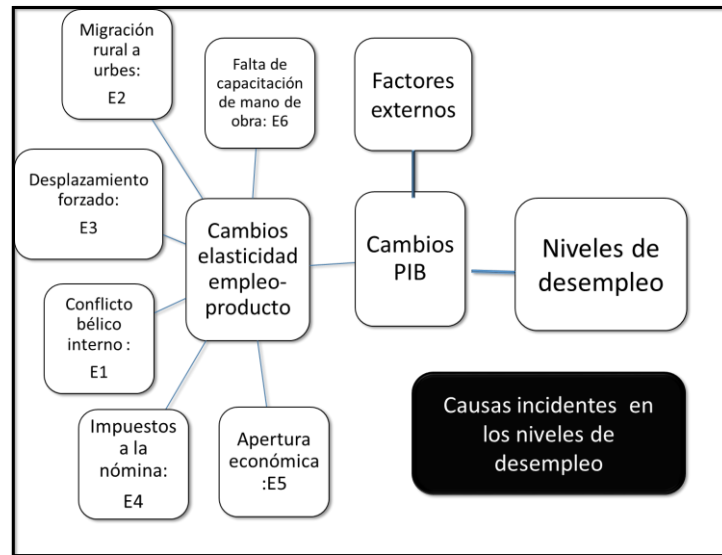 Migración
rural a
urbes:
E2
Falta de
capacitación
de mano de
obra: E6
Factores
externos
Desplazamiento
forzado:
E3
Cambios
elasticidad
empleo-
producto
Cambios
PIB
Niveles de
desempleo
Conflicto
bélico
interno :
E1
Impuestos
a la
nómina:
E4
Apertura
económica
:E5
Causas incidentes en
los niveles de
desempleo